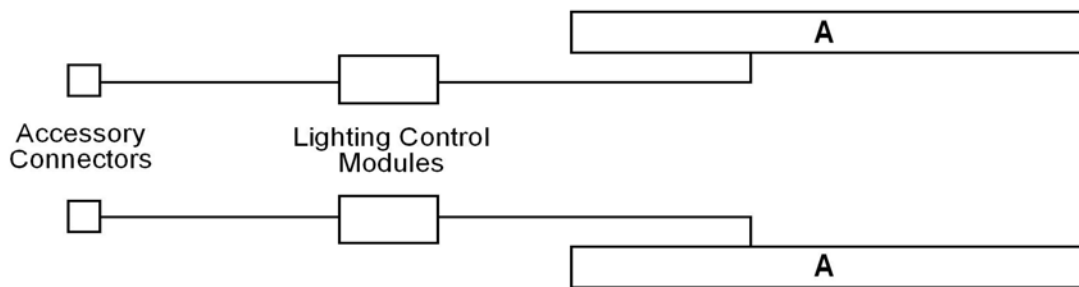 A
Accessory
Connectors
Lighting Control
Modules
A